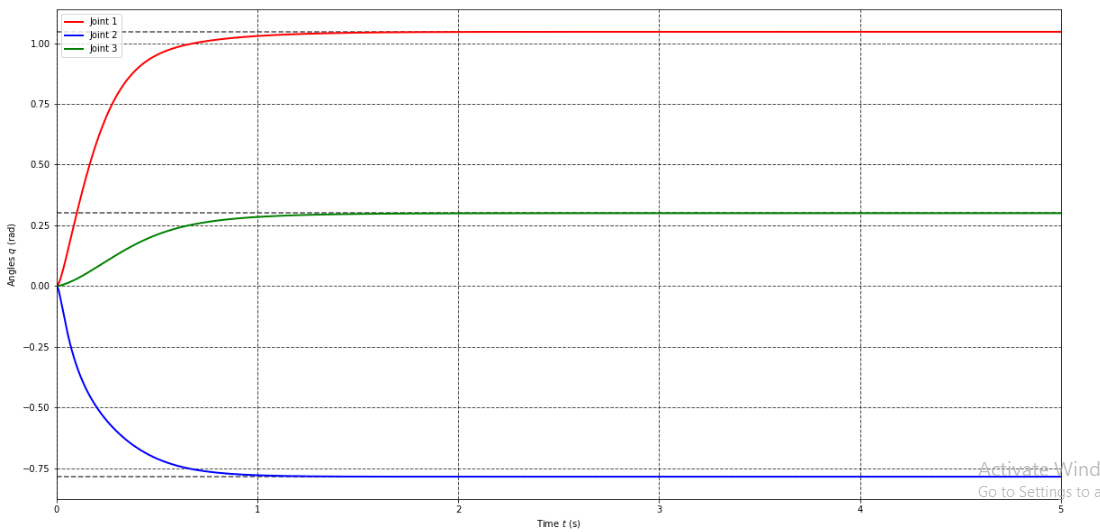 Joint 1
Joint 2
Joint 3
1.00
0.75
0.50
0.25
0.00
−0.25
−0.50
−0.75
Angles q (rad)
0
1
2
3
4
5
Time t (s)
Activate Wind
Go to Settings to a